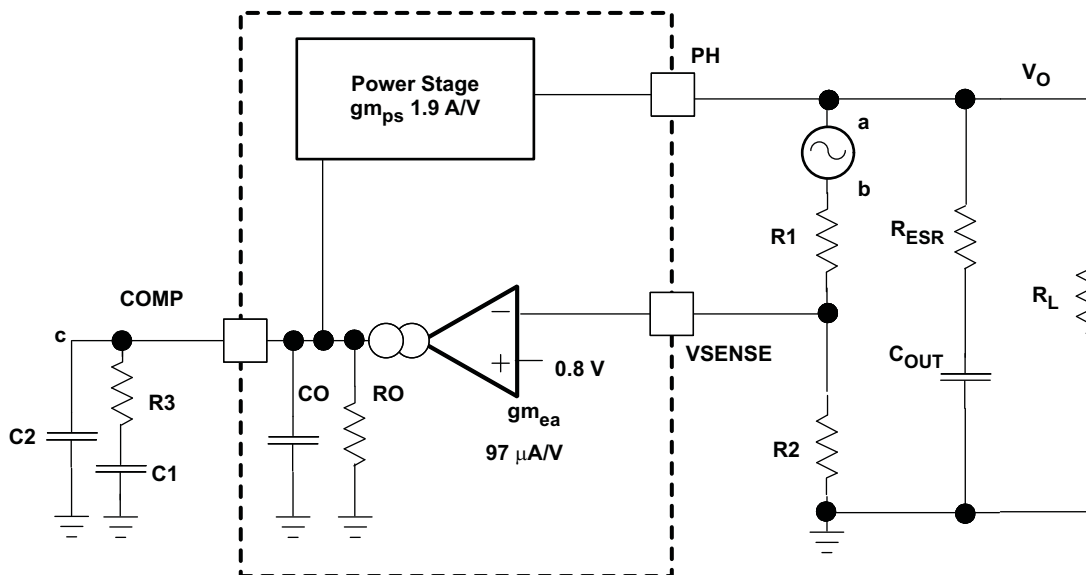 PH
V_O
Power Stage
gm_ps 1.9 A/V
a
b
R1
R_ESR
R_L
COMP
VSENSE
c
R3
C2
C1
CO
RO
−
+
0.8 V
gm_ea
97 μA/V
C_OUT
R2